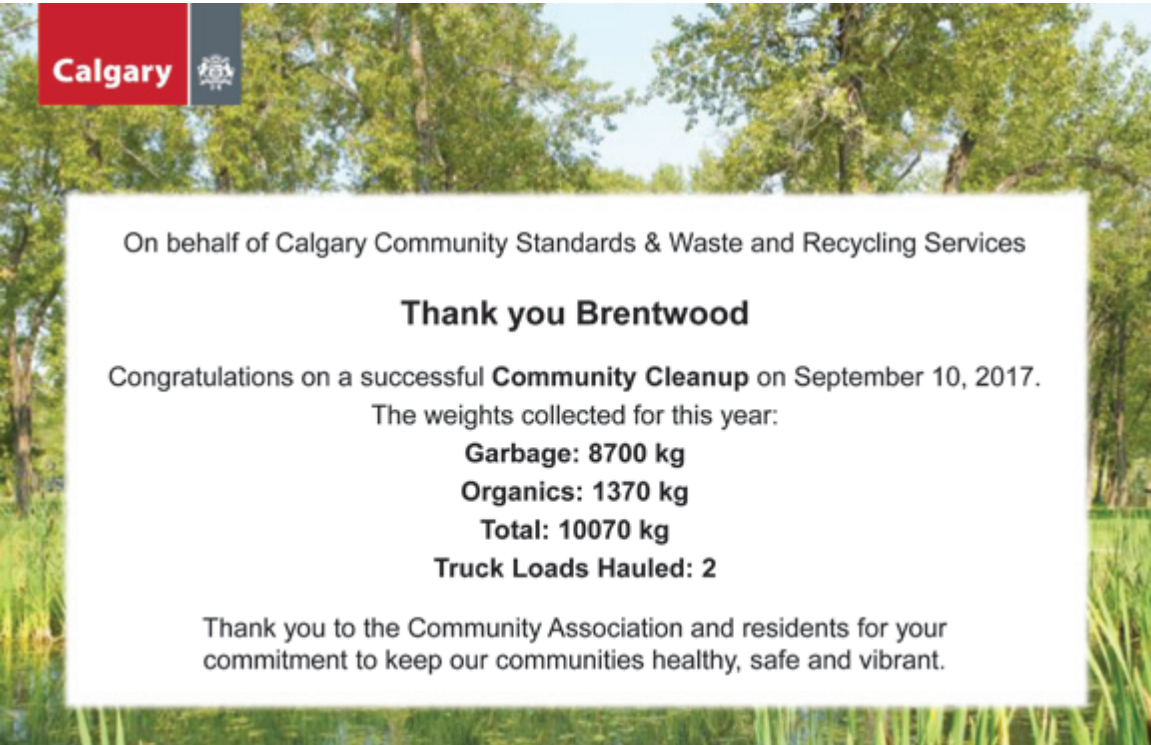 Calgary
On behalf of Calgary Community Standards & Waste and Recycling Services
Thank you Brentwood
Congratulations on a successful Community Cleanup on September 10, 2017.
The weights collected for this year:
Garbage: 8700 kg
Organics: 1370 kg
Total: 10070 kg
Truck Loads Hauled: 2
Thank you to the Community Association and residents for your
commitment to keep our communities healthy, safe and vibrant.